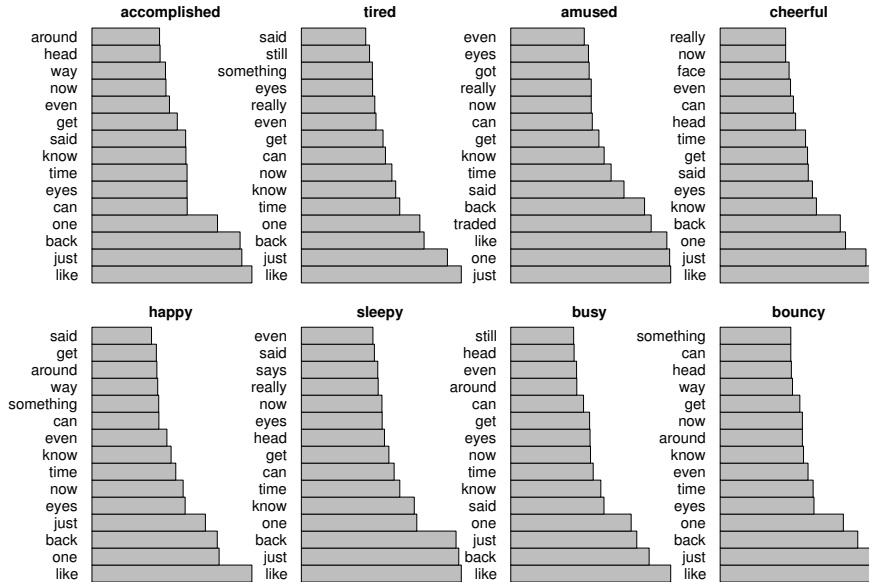 accomplished
around
head
way
now
even
get
said
know
time
eyes
can
one
back
just
like
tired
said
still
something
eyes
really
even
get
can
now
know
time
one
back
just
like
amused
even
eyes
got
really
now
can
get
know
time
said
back
traded
like
one
just
cheerful
really
now
face
even
can
head
time
get
said
eyes
know
back
one
just
like
happy
said
get
around
way
something
can
even
know
time
now
eyes
just
back
one
like
sleepy
even
said
says
really
now
eyes
head
get
can
time
know
one
back
just
like
busy
still
head
even
around
can
get
eyes
now
time
know
said
one
just
back
like
bouncy
something
can
head
way
get
now
around
know
even
time
eyes
one
back
just
like